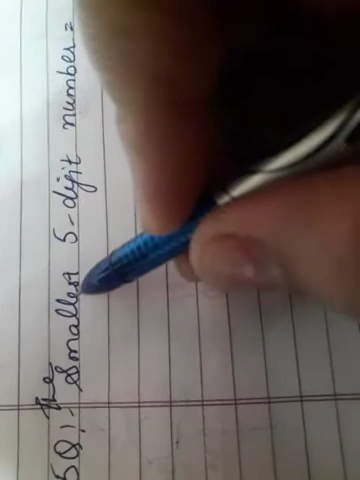 5Q:- The Smallest 5-digit number =